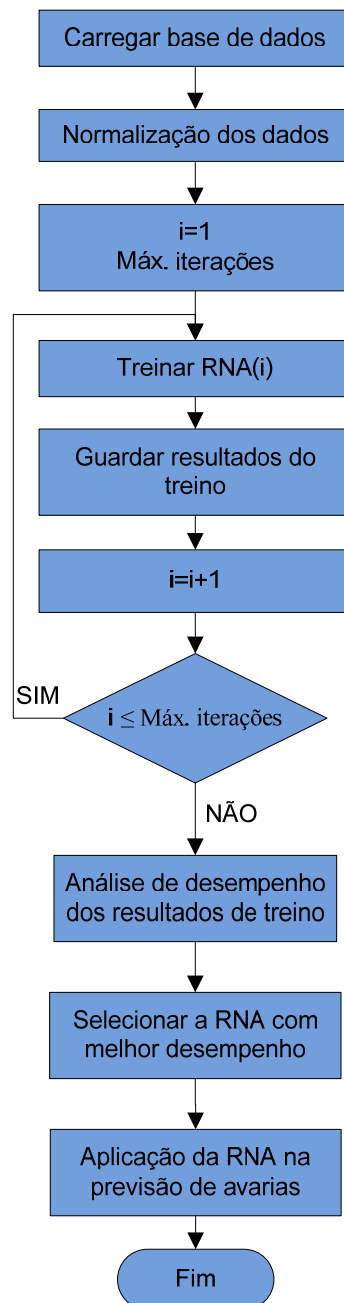 Carregar base de dados
Normalização dos dados
i=1
Máx. iterações
Treinar RNA(i)
Guardar resultados do
treino
i=i+1
SIM
i ≤ Máx. iterações
NÃO
Análise de desempenho
dos resultados de treino
Selecionar a RNA com
melhor desempenho
Aplicação da RNA na
previsão de avarias
Fim